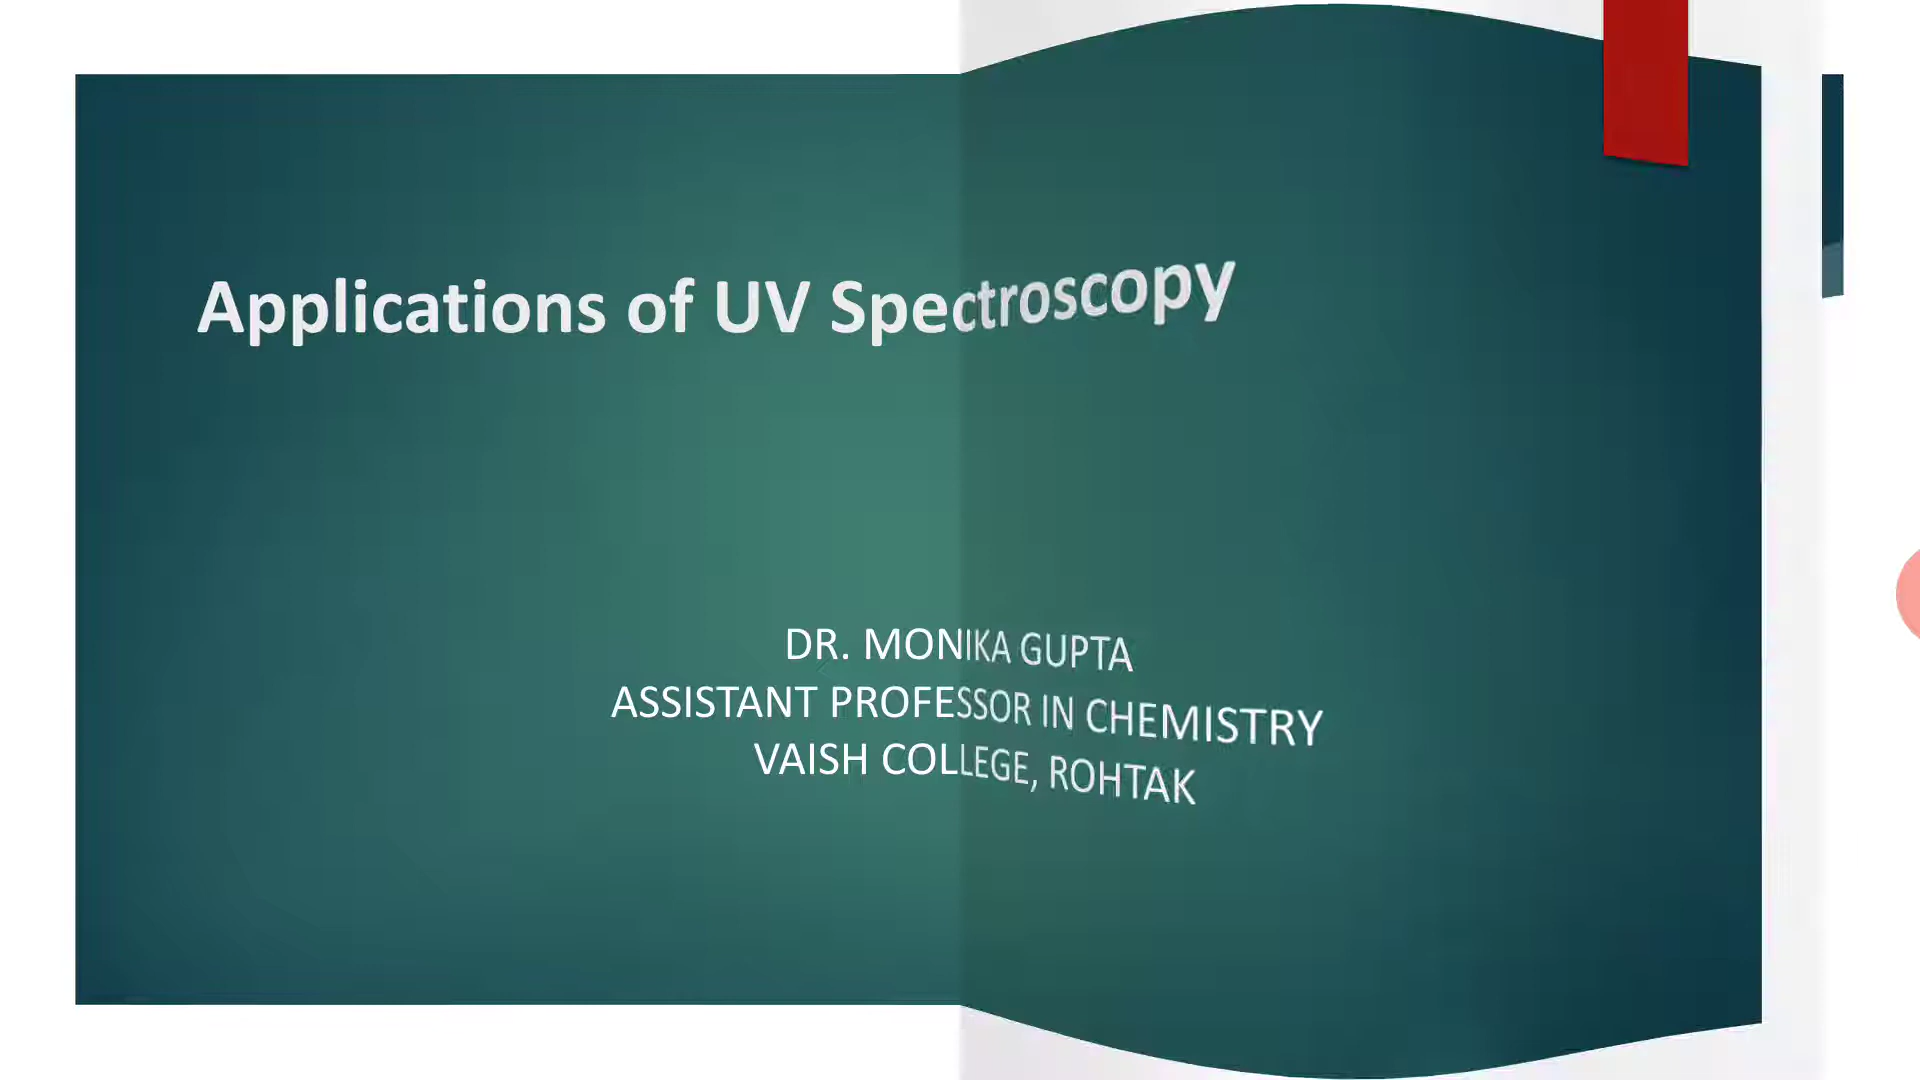 Applications of UV Spectroscopy
DR. MONIKA GUPTA
ASSISTANT PROFESSOR IN CHEMISTRY
VAISH COLLEGE, ROHTAK